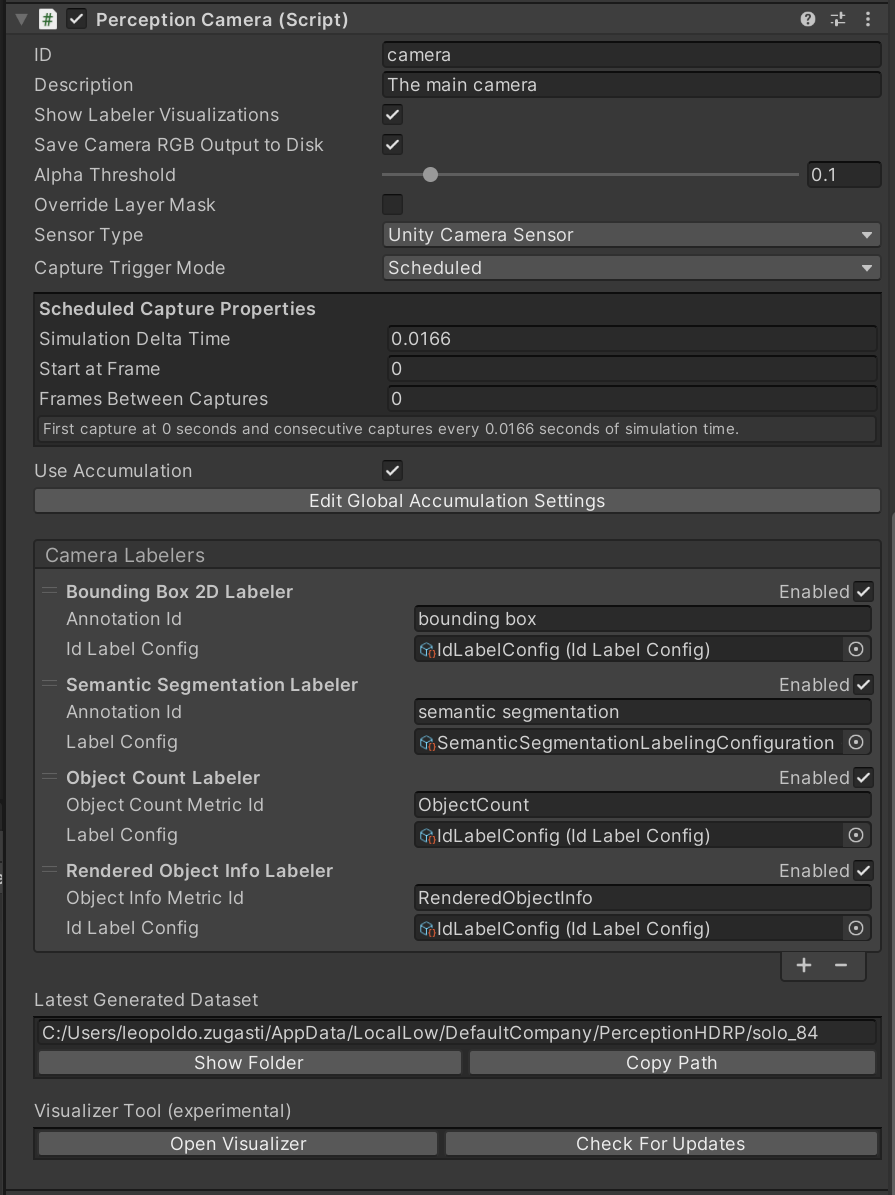 Perception Camera (Script)
ID camera
Description The main camera
Show Labeler Visualizations
Save Camera RGB Output to Disk
Alpha Threshold 0.1
Override Layer Mask
Sensor Type Unity Camera Sensor
Capture Trigger Mode Scheduled
Scheduled Capture Properties
Simulation Delta Time 0.0166
Start at Frame 0
Frames Between Captures 0
First capture at 0 seconds and consecutive captures every 0.0166 seconds of simulation time.
Use Accumulation
Edit Global Accumulation Settings
Camera Labelers
Bounding Box 2D Labeler Enabled
Annotation Id bounding box
Id Label Config IdLabelConfig (Id Label Config)
Semantic Segmentation Labeler Enabled
Annotation Id semantic segmentation
Label Config SemanticSegmentationLabelingConfiguration
Object Count Labeler Enabled
Object Count Metric Id ObjectCount
Label Config IdLabelConfig (Id Label Config)
Rendered Object Info Labeler Enabled
Object Info Metric Id RenderedObjectInfo
Id Label Config IdLabelConfig (Id Label Config)
+ −
Latest Generated Dataset
C:/Users/leopoldo.zugasti/AppData/LocalLow/DefaultCompany/PerceptionHDRP/solo_84
Show Folder Copy Path
Visualizer Tool (experimental)
Open Visualizer Check For Updates